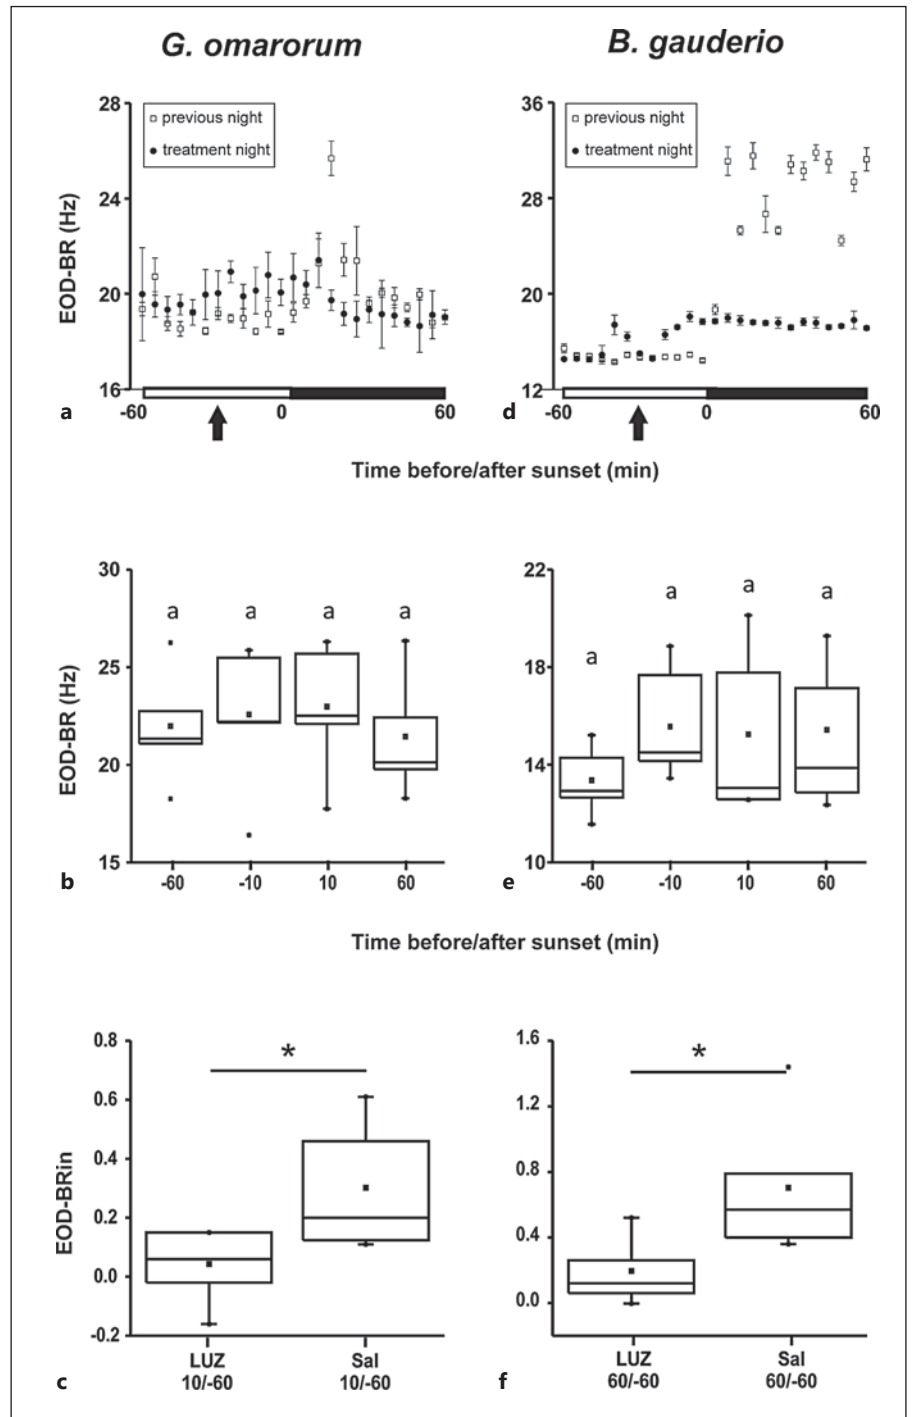 G. omarorum
B. gauderio
28
24
20
16
EOD-BR (Hz)
previous night
treatment night
a
-60
0
60
36
28
20
12
previous night
treatment night
d
-60
0
60
Time before/after sunset (min)
30
25
20
15
EOD-BR (Hz)
a
a
a
a
b
-60
-10
10
60
22
18
14
10
a
a
a
a
e
-60
-10
10
60
Time before/after sunset (min)
0.8
0.6
0.4
0.2
0.0
-0.2
EOD-BRin
*
LUZ
10/-60
Sal
10/-60
c
1.6
1.2
0.8
0.4
0.0
*
LUZ
60/-60
Sal
60/-60
f